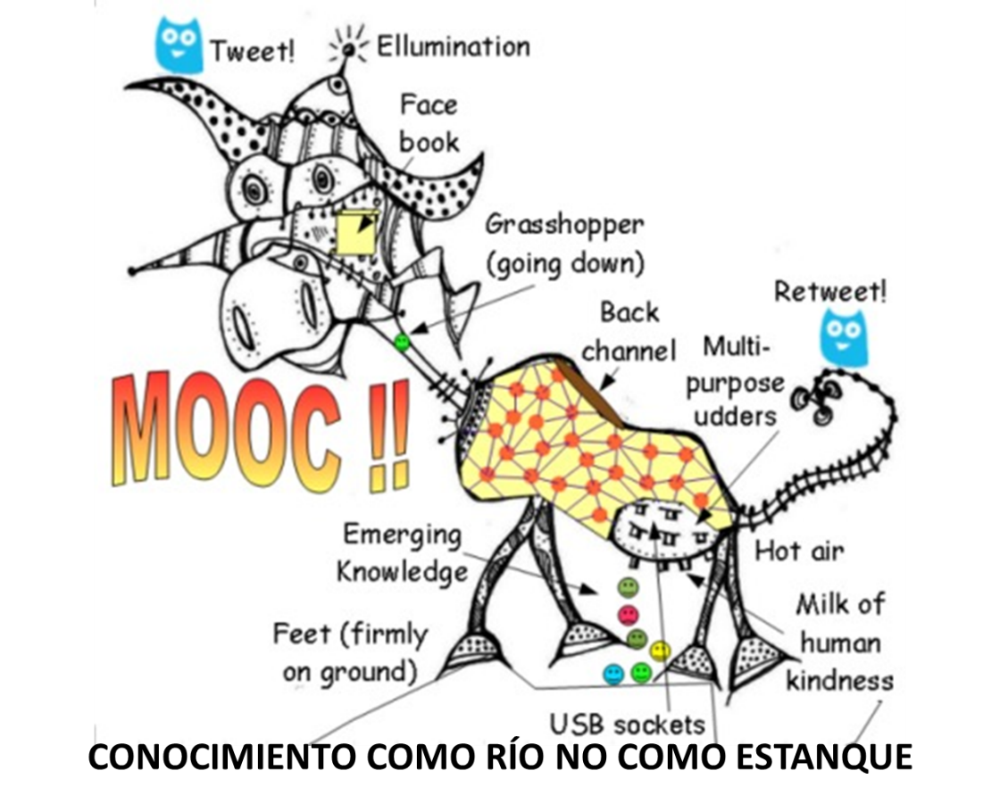 Tweet!
Ellumination
Face
book
Grasshopper
(going down)
Retweet!
Back
channel
Multi-
purpose
udders
MOOC !!
Emerging
Knowledge
Hot air
Feet (firmly
on ground)
Milk of
human
kindness
USB sockets
CONOCIMIENTO COMO RÍO NO COMO ESTANQUE